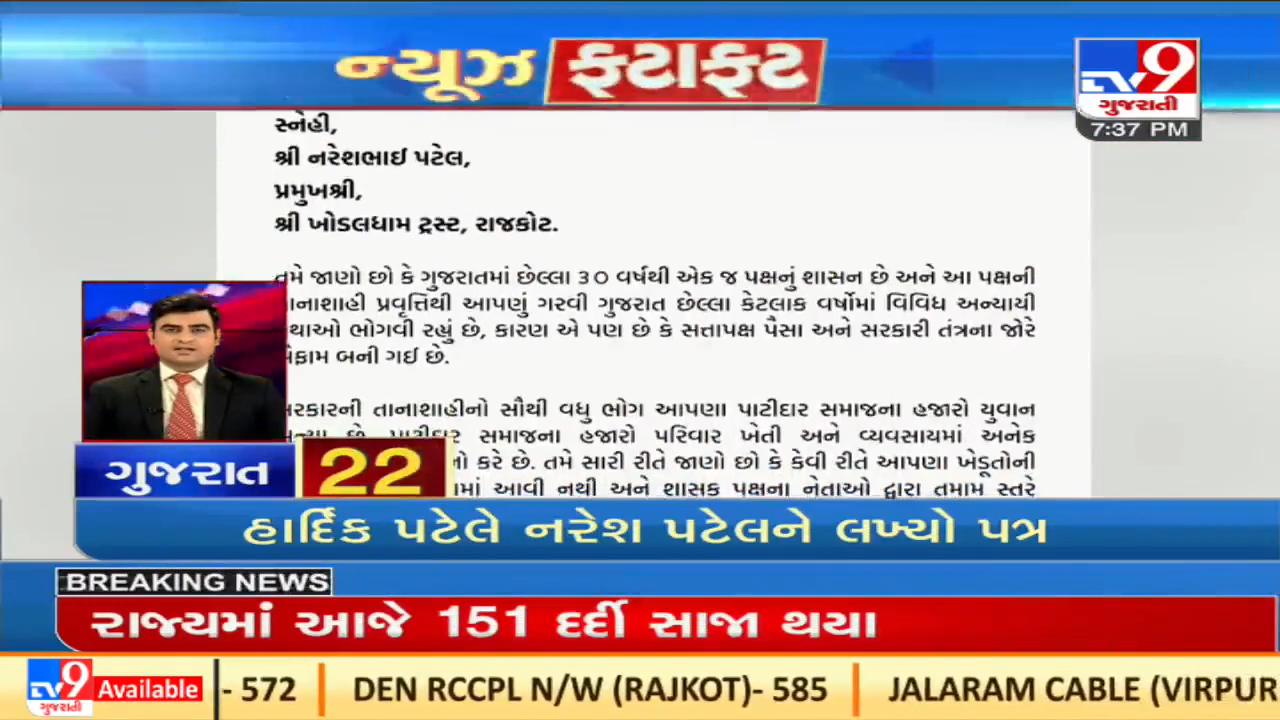 ન્યૂઝ ફટાફટ
TV9
ગુજરાતી
7:37 PM
સ્નેહી,
શ્રી નરેશભાઈ પટેલ,
પ્રમુખશ્રી,
શ્રી ખોડલધામ ટ્રસ્ટ, રાજકોટ.
તમે જાણો છો કે ગુજરાતમાં છેલ્લા 30 વર્ષથી એક જ પક્ષનું શાસન છે અને આ પક્ષની
તાનાશાહી પ્રવૃત્તિથી આપણું ગરવી ગુજરાત છેલ્લા કેટલાક વર્ષોમાં વિવિધ અન્યાયી
ભોગવી રહ્યું છે, કારણ એ પણ છે કે સત્તાપક્ષ પૈસા અને સરકારી તંત્રના જોરે
બની ગઈ છે.
સરકારની તાનાશાહીનો સૌથી વધુ ભોગ આપણા પાટીદાર સમાજના હજારો યુવાન
છે. પાટીદાર સમાજના હજારો પરિવાર ખેતી અને વ્યવસાયમાં અનેક
કરે છે. તમે સારી રીતે જાણો છો કે કેવી રીતે આપણા ખેડૂતોની
આવી નથી અને શાસક પક્ષના નેતાઓ દ્વારા તમામ સ્તરે
ગુજરાત 22
હાર્દિક પટેલે નરેશ પટેલને લખ્યો પત્ર
BREAKING NEWS
રાજ્યમાં આજે 151 દર્દી સાજા થયા
TV9 ગુજરાતી Available - 572 DEN RCCPL N/W (RAJKOT)- 585 JALARAM CABLE (VIRPUR